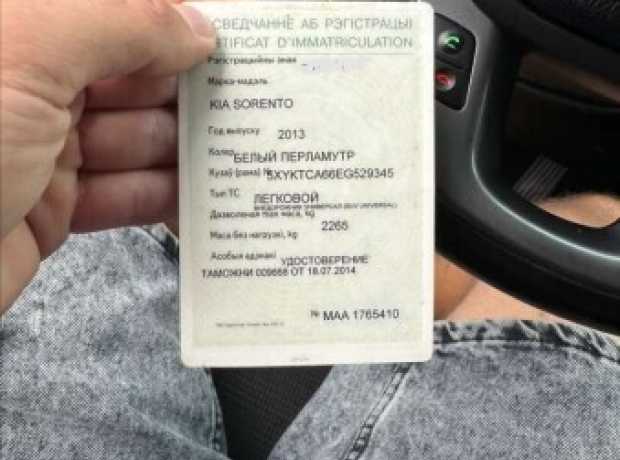 СВЕДЧАННЕ АБ РЭГІСТРАЦЫІ
CERTIFICAT D'IMMATRICULATION
Рэгістрацыйны знак
Марка-мадэль
KIA SORENTO
Год выпуску 2013
Колер БЕЛЫЙ ПЕРЛАМУТР
Кузаў (рама) № 5XYKTCA66EG529345
Тып ТС ЛЕГКОВОЙ
УНИВЕРСАЛ
Дазволеная max маса, kg
2265
Маса без нагрузкі, kg
Асобыя адзнакі УДОСТОВЕРЕНИЕ
ТАМОЖНИ 009668 ОТ 18.07.2014
№ МАА 1765410